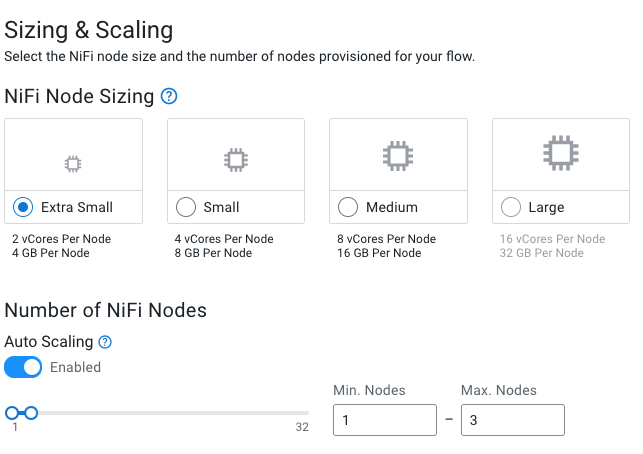 Sizing & Scaling
Select the NiFi node size and the number of nodes provisioned for your flow.
NiFi Node Sizing ?
Extra Small
Small
Medium
Large
2 vCores Per Node
4 GB Per Node
4 vCores Per Node
8 GB Per Node
8 vCores Per Node
16 GB Per Node
16 vCores Per Node
32 GB Per Node
Number of NiFi Nodes
Auto Scaling ?
Enabled
Min. Nodes
Max. Nodes
1 – 3
1
32